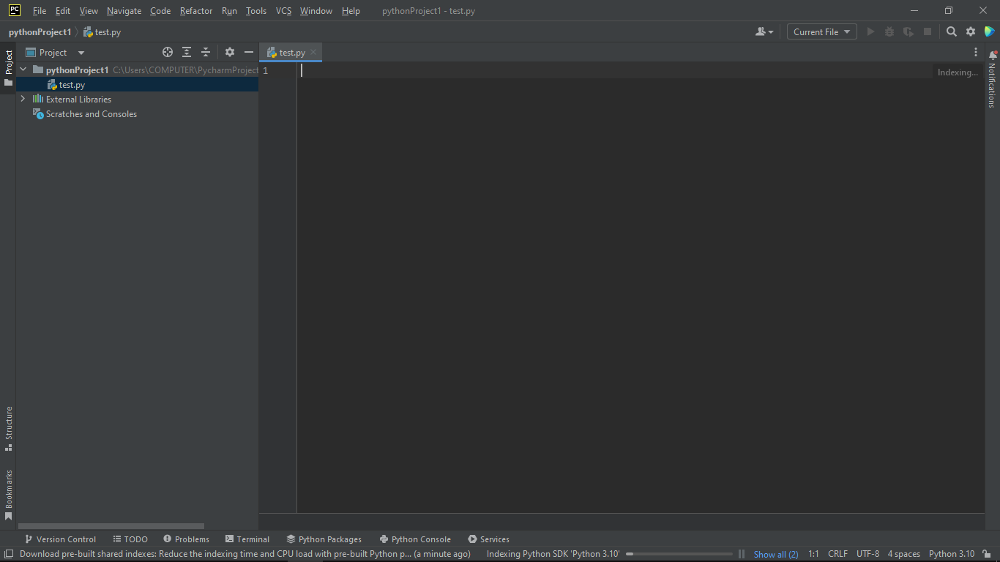 PC File Edit View Navigate Code Refactor Run Tools VCS Window Help pythonProject1 - test.py
pythonProject1 test.py Current File
Project Project test.py
pythonProject1 C:\Users\COMPUTER\PycharmProject 1 Indexing...
test.py
External Libraries
Scratches and Consoles
Notifications
Structure
Bookmarks
Version Control TODO Problems Terminal Python Packages Python Console Services
Download pre-built shared indexes: Reduce the indexing time and CPU load with pre-built Python p... (a minute ago) Indexing Python SDK 'Python 3.10' Show all (2) 1:1 CRLF UTF-8 4 spaces Python 3.10